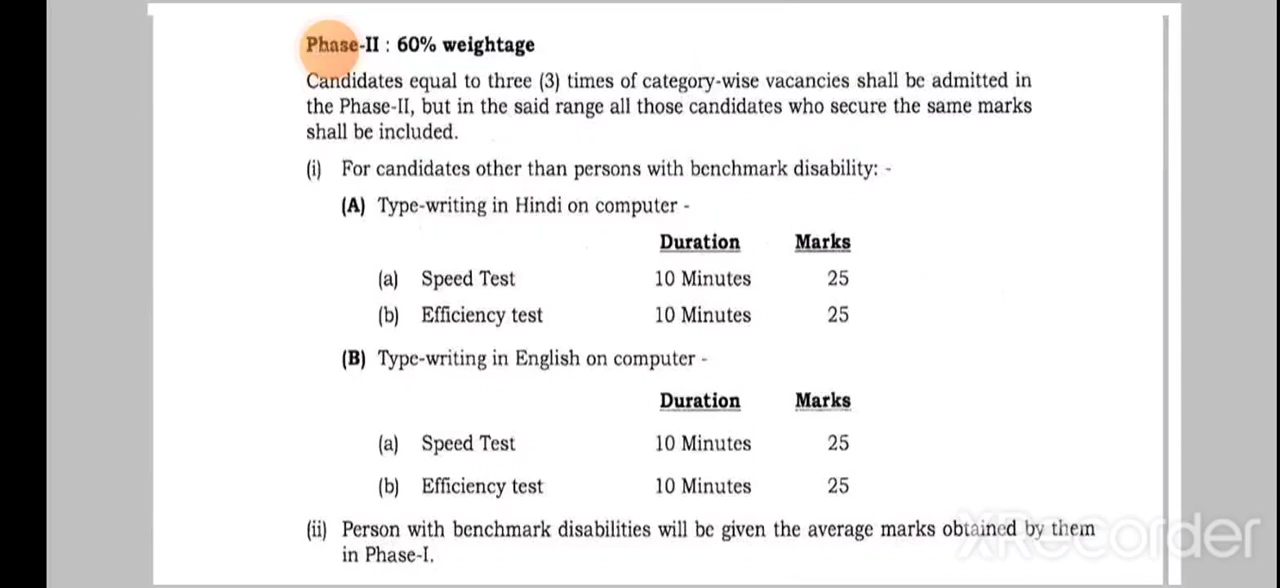 Phase-II : 60% weightage
Candidates equal to three (3) times of category-wise vacancies shall be admitted in
the Phase-II, but in the said range all those candidates who secure the same marks
shall be included.
(i) For candidates other than persons with benchmark disability: -
(A) Type-writing in Hindi on computer -
Duration Marks
(a) Speed Test 10 Minutes 25
(b) Efficiency test 10 Minutes 25
(B) Type-writing in English on computer -
Duration Marks
(a) Speed Test 10 Minutes 25
(b) Efficiency test 10 Minutes 25
(ii) Person with benchmark disabilities will be given the average marks obtained by them
in Phase-I.
XRecorder